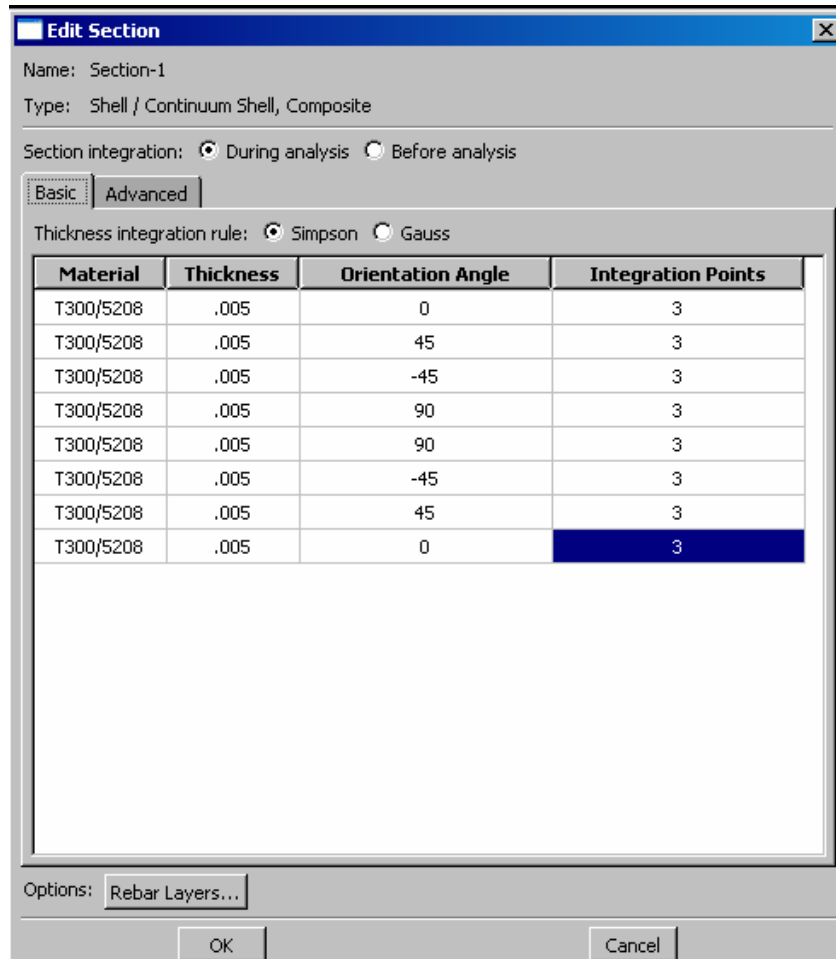 Edit Section
Name: Section-1
Type: Shell / Continuum Shell, Composite
Section integration: During analysis Before analysis
Basic Advanced
Thickness integration rule: Simpson Gauss
Material Thickness Orientation Angle Integration Points
T300/5208 .005 0 3
T300/5208 .005 45 3
T300/5208 .005 -45 3
T300/5208 .005 90 3
T300/5208 .005 90 3
T300/5208 .005 -45 3
T300/5208 .005 45 3
T300/5208 .005 0 3
Options: Rebar Layers...
OK Cancel